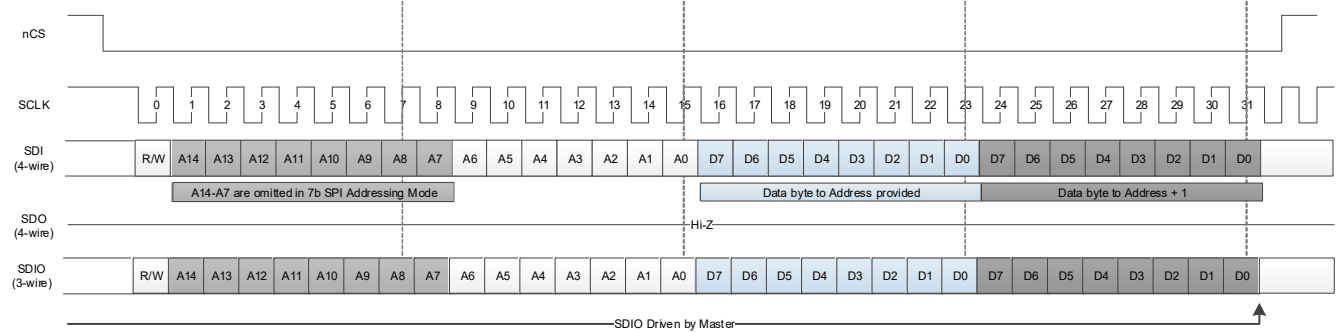 nCS
SCLK 0 1 2 3 4 5 6 7 8 9 10 11 12 13 14 15 16 17 18 19 20 21 22 23 24 25 26 27 28 29 30 31
SDI
(4-wire)
R/W A14 A13 A12 A11 A10 A9 A8 A7 A6 A5 A4 A3 A2 A1 A0 D7 D6 D5 D4 D3 D2 D1 D0 D7 D6 D5 D4 D3 D2 D1 D0
A14-A7 are omitted in 7b SPI Addressing Mode Data byte to Address provided Data byte to Address + 1
SDO
(4-wire)
Hi-Z
SDIO
(3-wire)
R/W A14 A13 A12 A11 A10 A9 A8 A7 A6 A5 A4 A3 A2 A1 A0 D7 D6 D5 D4 D3 D2 D1 D0 D7 D6 D5 D4 D3 D2 D1 D0
SDIO Driven by Master